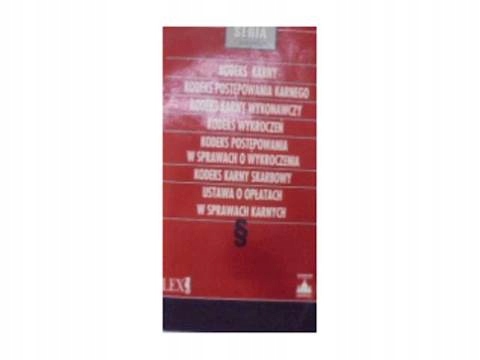 SERIA
KODEKS KARNY
KODEKS POSTĘPOWANIA KARNEGO
KODEKS KARNY WYKONAWCZY
KODEKS WYKROCZEŃ
KODEKS POSTĘPOWANIA
W SPRAWACH O WYKROCZENIA
KODEKS KARNY SKARBOWY
USTAWA O OPŁATACH
W SPRAWACH KARNYCH
§
LEX